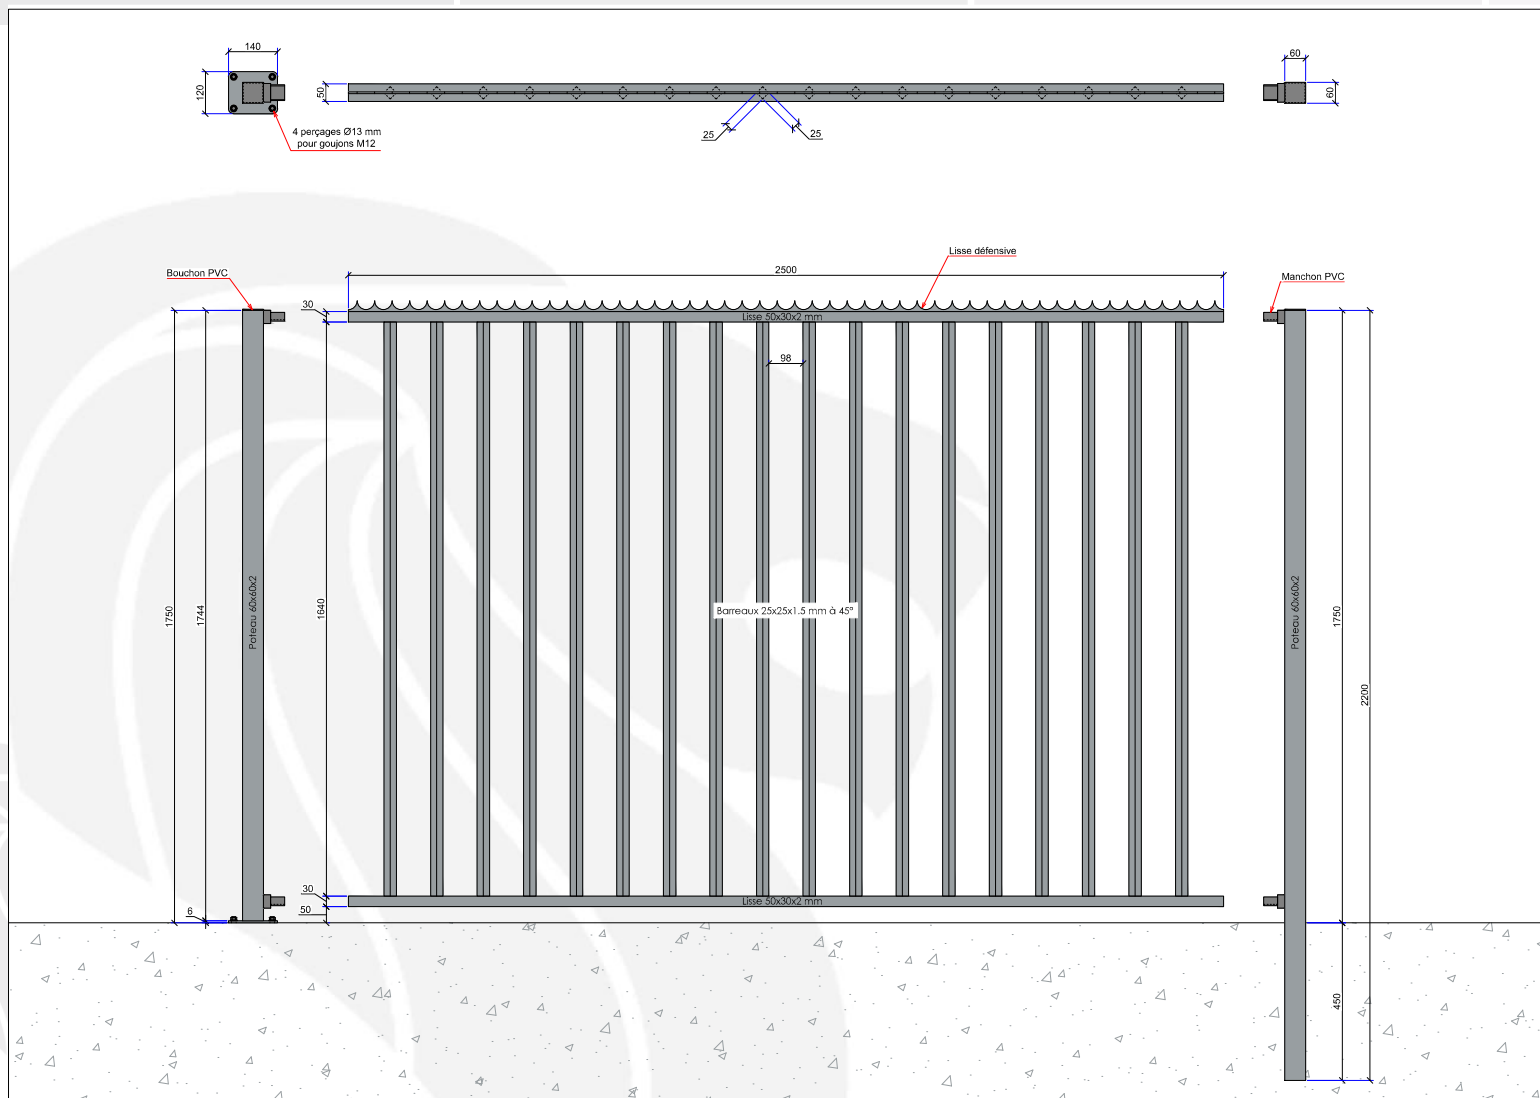 140
60
120
50
60
25
25
4 perçages Ø13 mm
pour goujons M12
Lisse défensive
Bouchon PVC
2500
Manchon PVC
30
Lisse 50x30x2 mm
98
1750
1744
Poteau 60x60x2
1640
Barreaux 25x25x1.5 mm à 45°
Poteau 60x60x2
1750
2200
30
Lisse 50x30x2 mm
6
50
450